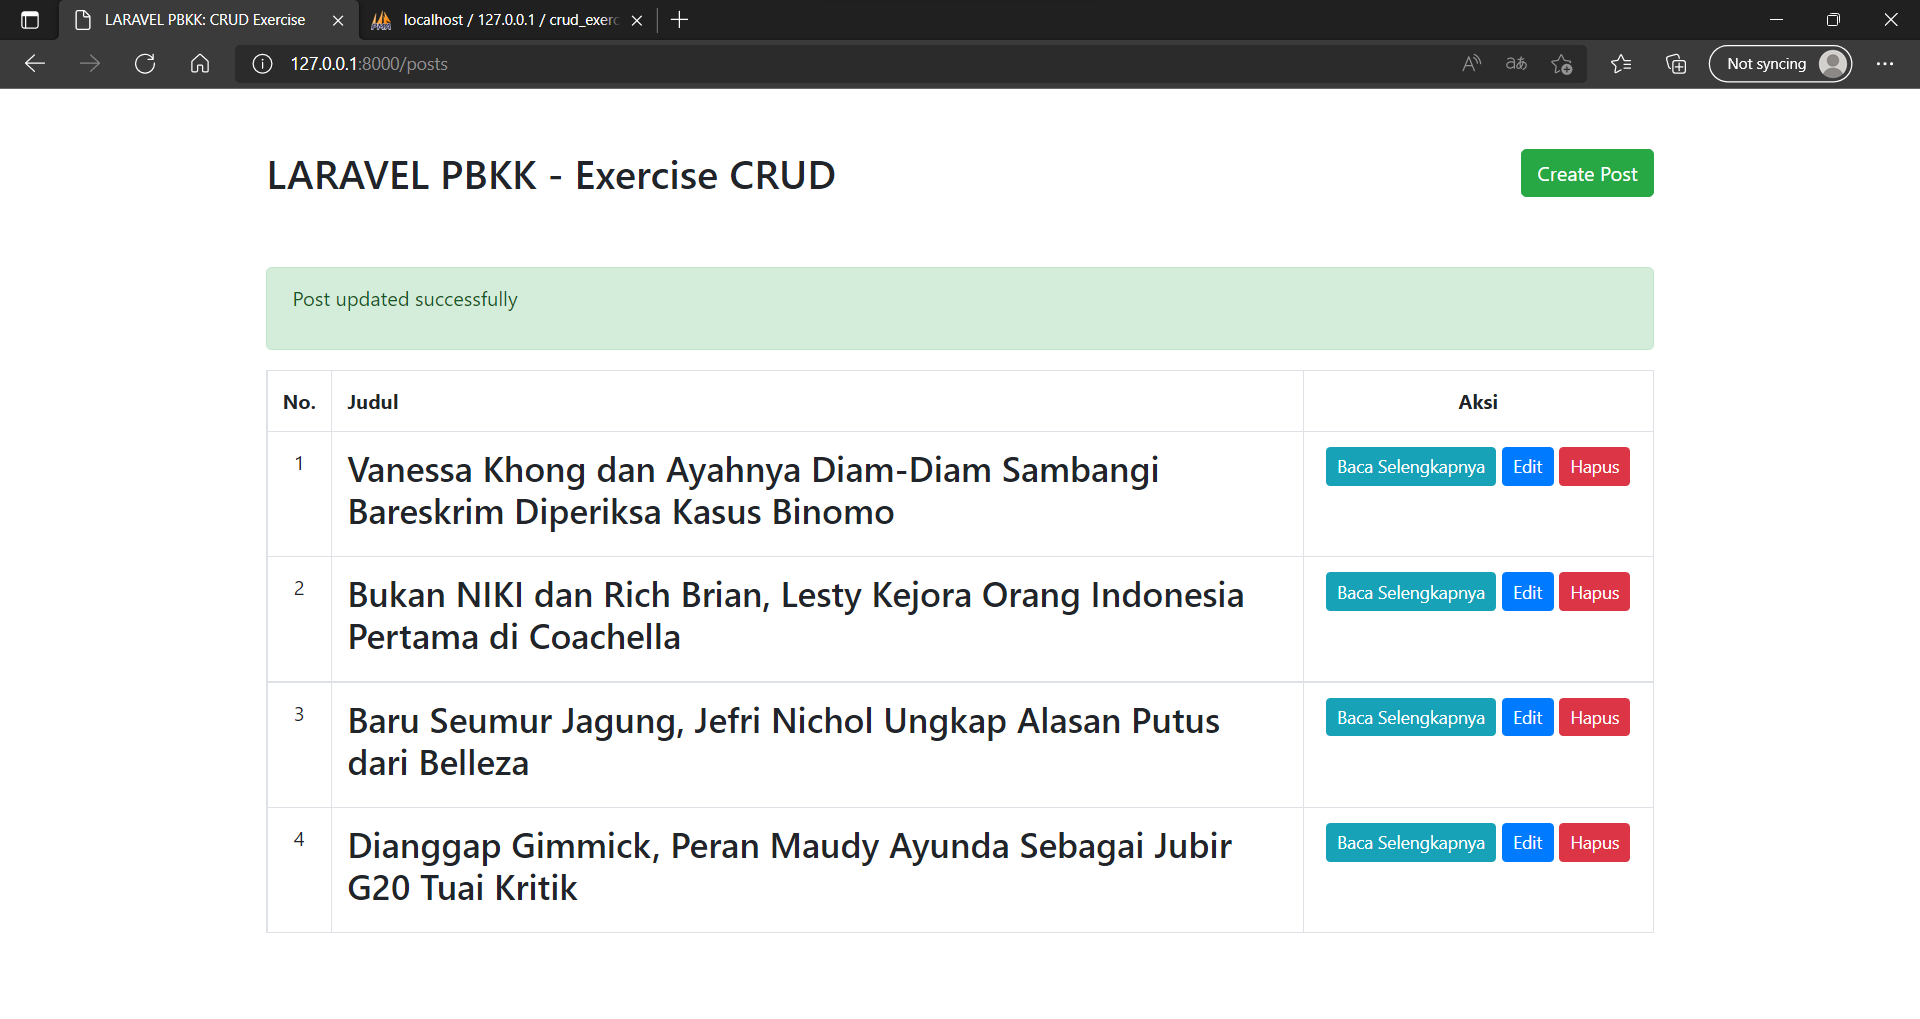 LARAVEL PBKK: CRUD Exercise
localhost / 127.0.0.1 / crud_exerc
127.0.0.1:8000/posts
Not syncing
LARAVEL PBKK - Exercise CRUD
Create Post
Post updated successfully
No. Judul Aksi
1 Vanessa Khong dan Ayahnya Diam-Diam Sambangi Baca Selengkapnya Edit Hapus
Bareskrim Diperiksa Kasus Binomo
2 Bukan NIKI dan Rich Brian, Lesty Kejora Orang Indonesia Baca Selengkapnya Edit Hapus
Pertama di Coachella
3 Baru Seumur Jagung, Jefri Nichol Ungkap Alasan Putus Baca Selengkapnya Edit Hapus
dari Belleza
4 Dianggap Gimmick, Peran Maudy Ayunda Sebagai Jubir Baca Selengkapnya Edit Hapus
G20 Tuai Kritik